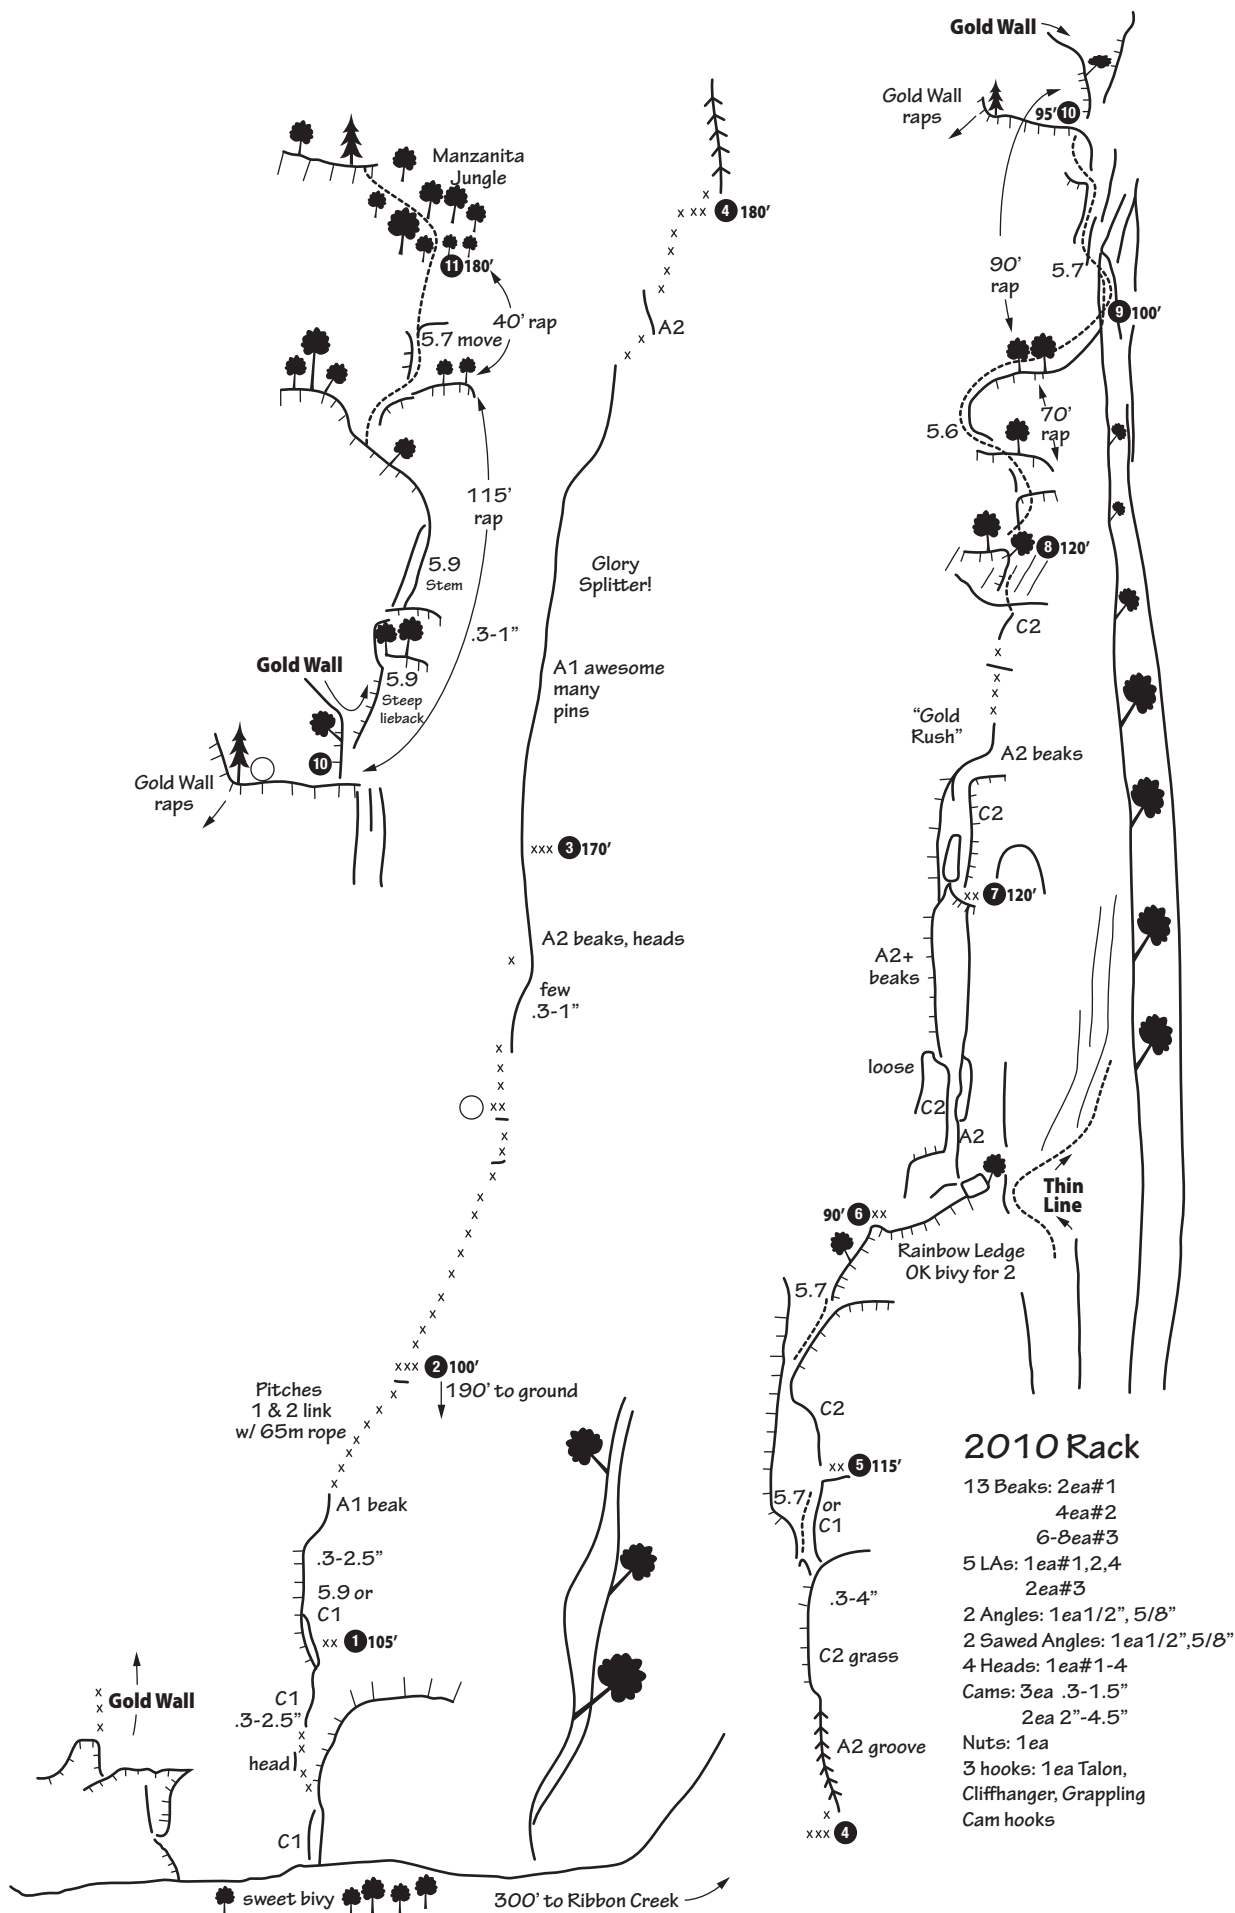 Manzanita
Jungle
11 180’
40’ rap
5.7 move
115’
rap
5.9
Stem
.3-1”
Gold Wall
5.9
Steep
lieback
10
Gold Wall
raps
4 180’
A2
Glory
Splitter!
A1 awesome
many
pins
xxx 3 170’
A2 beaks, heads
few
.3-1”
xxx 2 100’
190’ to ground
Pitches
1 & 2 link
w/ 65m rope
A1 beak
.3-2.5”
5.9 or
C1
xx 1 105’
C1
.3-2.5”
head
Gold Wall
C1
sweet bivy
300’ to Ribbon Creek
Gold Wall
Gold Wall
raps
95’ 10
90’
rap
5.7
9 100’
5.6
70’
rap
8 120’
C2
“Gold
Rush”
A2 beaks
C2
xx 7 120’
A2+
beaks
loose
C2
A2
Thin
Line
90’ 6 xx
Rainbow Ledge
OK bivy for 2
5.7
C2
xx 5 115’
5.7
or
C1
.3-4”
C2 grass
A2 groove
xxx 4
2010 Rack
13 Beaks: 2ea#1
4ea#2
6-8ea#3
5 LAs: 1ea#1,2,4
2ea#3
2 Angles: 1ea1/2”, 5/8”
2 Sawed Angles: 1ea1/2”,5/8”
4 Heads: 1ea#1-4
Cams: 3ea .3-1.5”
2ea 2”-4.5”
Nuts: 1ea
3 hooks: 1ea Talon,
Cliffhanger, Grappling
Cam hooks